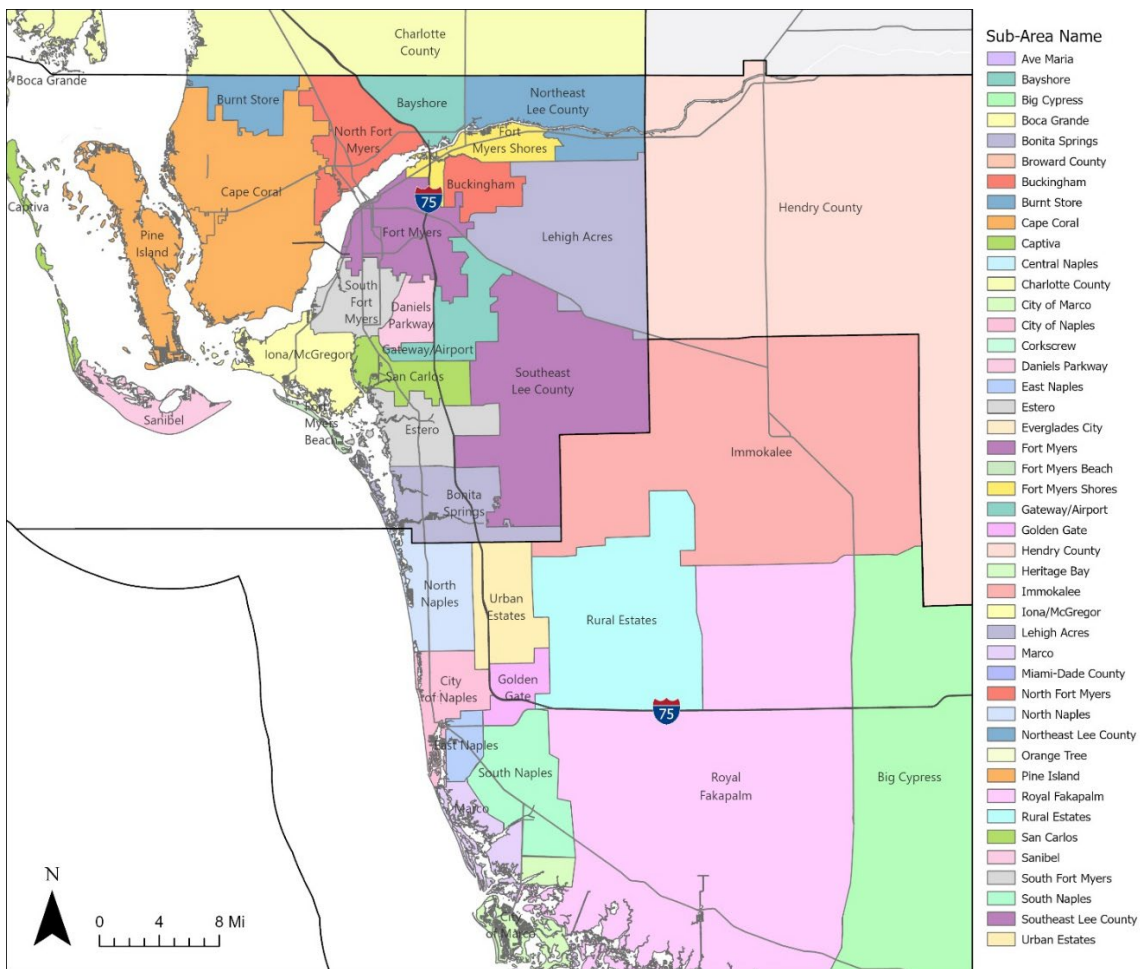 Charlotte
County
Boca Grande
Burnt Store
Bayshore
Northeast
Lee County
North Fort
Myers
Fort
Myers Shores
Cape Coral
Buckingham
75
Captiva
Hendry County
Pine
Island
Fort Myers
Lehigh Acres
South
Fort
Myers
Daniels
Parkway
Iona/McGregor
Gateway/Airport
San Carlos
Southeast
Lee County
Sanibel
Myers
Beach
Estero
Immokalee
Bonita
Springs
North
Naples
Urban
Estates
Rural Estates
City
of Naples
Golden
Gate
75
East Naples
South Naples
Royal
Fakapalm
Big Cypress
Marco
City
of Marco
N
0 4 8 Mi
Sub-Area Name
Ave Maria
Bayshore
Big Cypress
Boca Grande
Bonita Springs
Broward County
Buckingham
Burnt Store
Cape Coral
Captiva
Central Naples
Charlotte County
City of Marco
City of Naples
Corkscrew
Daniels Parkway
East Naples
Estero
Everglades City
Fort Myers
Fort Myers Beach
Fort Myers Shores
Gateway/Airport
Golden Gate
Hendry County
Heritage Bay
Immokalee
Iona/McGregor
Lehigh Acres
Marco
Miami-Dade County
North Fort Myers
North Naples
Northeast Lee County
Orange Tree
Pine Island
Royal Fakapalm
Rural Estates
San Carlos
Sanibel
South Fort Myers
South Naples
Southeast Lee County
Urban Estates